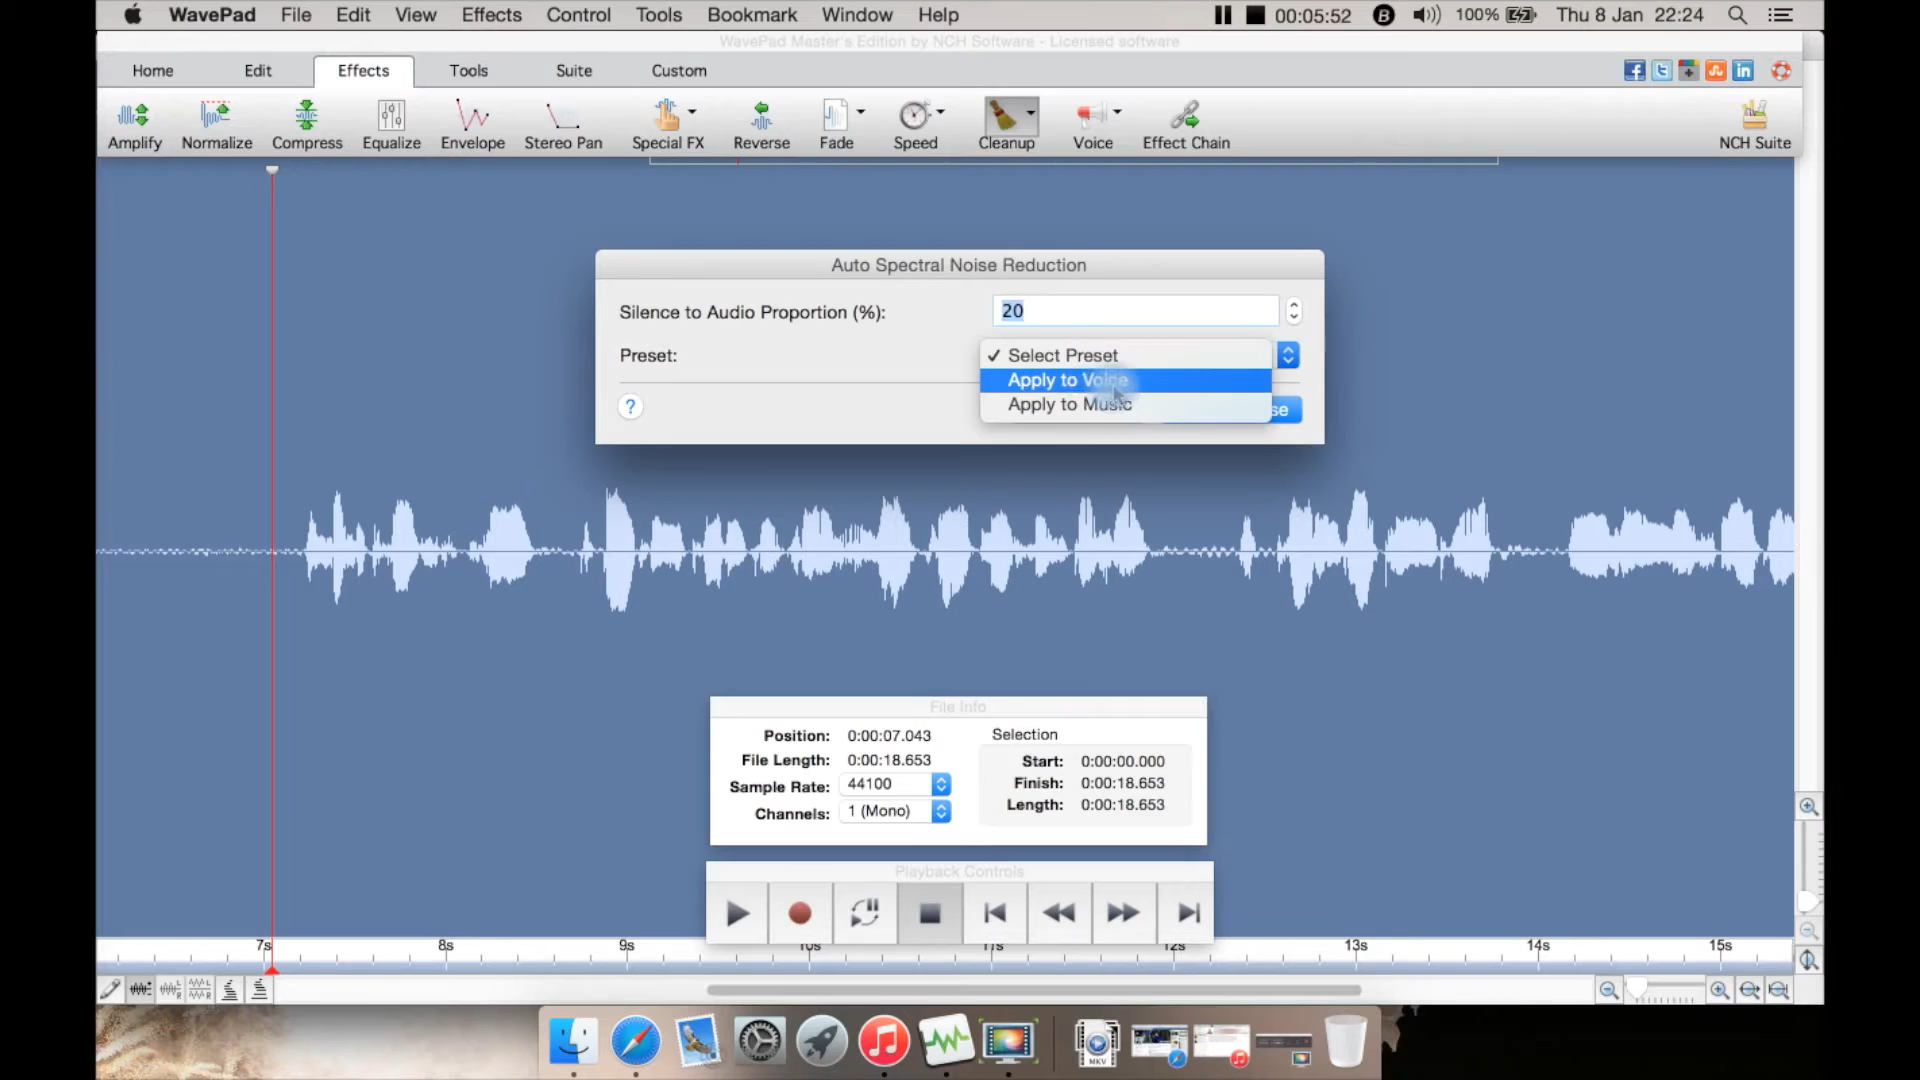 WavePad File Edit View Effects Control Tools Bookmark Window Help 00:05:52 B 100% Thu 8 Jan 22:24
WavePad Master's Edition by NCH Software - Licensed software
Home Edit Effects Tools Suite Custom
Amplify Normalize Compress Equalize Envelope Stereo Pan Special FX Reverse Fade Speed Cleanup Voice Effect Chain NCH Suite
Auto Spectral Noise Reduction
Silence to Audio Proportion (%): 20
Preset: ✓ Select Preset
Apply to Voice
Apply to Music
? se
File Info
Position: 0:00:07.043
File Length: 0:00:18.653
Sample Rate: 44100
Channels: 1 (Mono)
Selection
Start: 0:00:00.000
Finish: 0:00:18.653
Length: 0:00:18.653
Playback Controls
7s 8s 9s 10s 11s 12s 13s 14s 15s
MKV